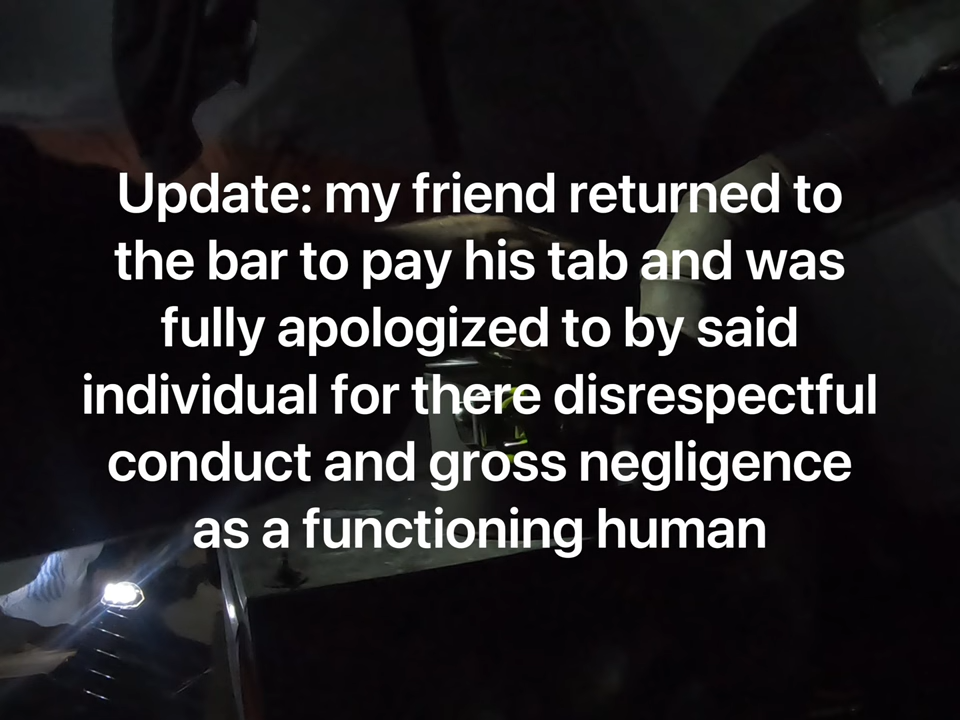 Update: my friend returned to
the bar to pay his tab and was
fully apologized to by said
individual for there disrespectful
conduct and gross negligence
as a functioning human